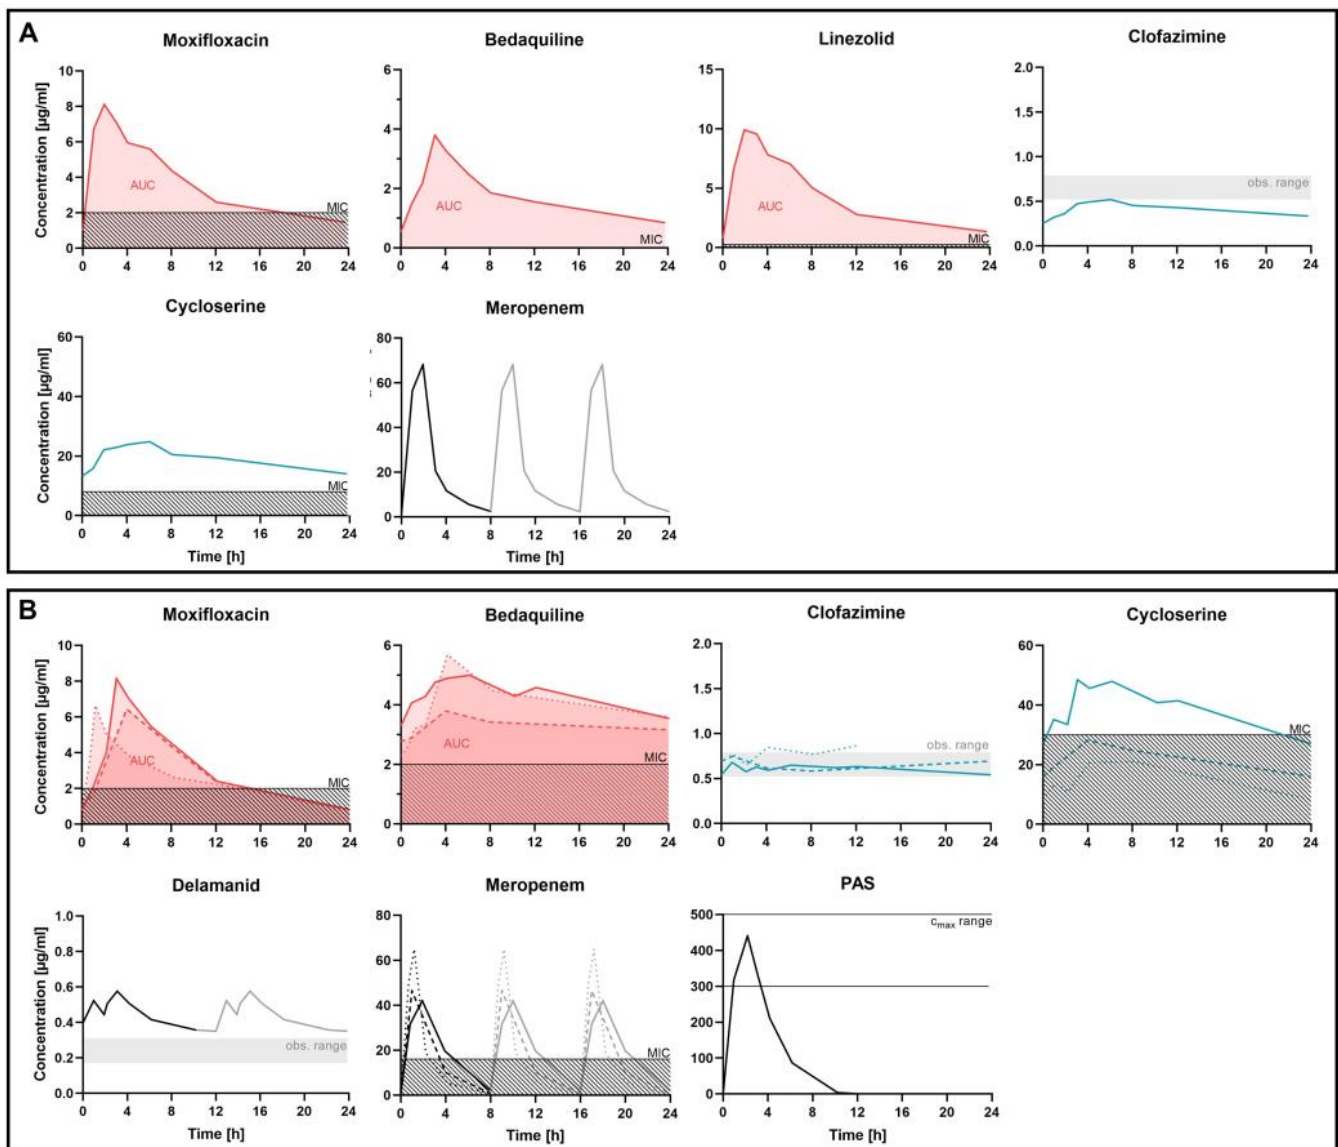 A
Moxifloxacin
Bedaquiline
Linezolid
Clofazimine
Concentration [µg/ml]
10
8
6
4
2
0
AUC
MIC
0 4 8 12 16 20 24
6
4
2
0
AUC
MIC
0 4 8 12 16 20 24
15
10
5
0
AUC
MIC
0 4 8 12 16 20 24
2.0
1.5
1.0
0.5
0.0
obs. range
0 4 8 12 16 20 24
Cycloserine
Meropenem
Concentration [µg/ml]
60
40
20
0
MIC
0 4 8 12 16 20 24
Time [h]
80
60
40
20
0
0 4 8 12 16 20 24
Time [h]
B
Moxifloxacin
Bedaquiline
Clofazimine
Cycloserine
Concentration [µg/ml]
10
8
6
4
2
0
AUC
MIC
0 4 8 12 16 20 24
6
4
2
0
AUC
MIC
0 4 8 12 16 20 24
2.0
1.5
1.0
0.5
0.0
obs. range
0 4 8 12 16 20 24
60
40
20
0
MIC
0 4 8 12 16 20 24
Delamanid
Meropenem
PAS
Concentration [µg/ml]
1.0
0.8
0.6
0.4
0.2
0.0
obs. range
0 4 8 12 16 20 24
Time [h]
80
60
40
20
0
MIC
0 4 8 12 16 20 24
Time [h]
500
400
300
200
100
0
cmax range
0 4 8 12 16 20 24
Time [h]